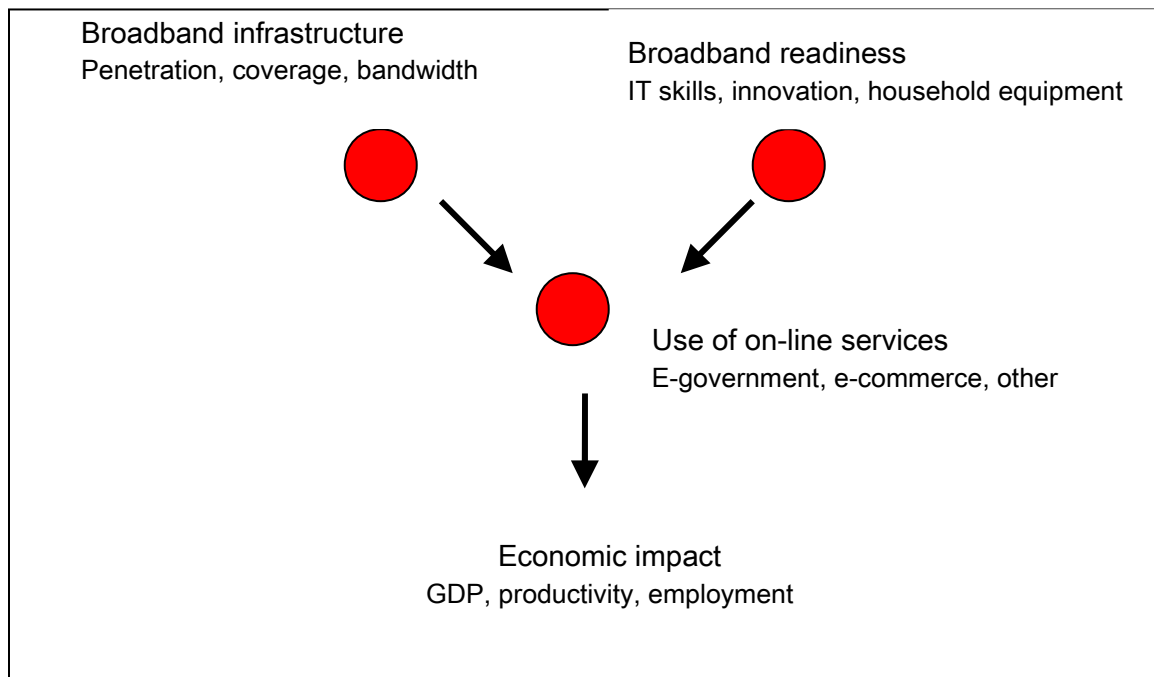 Broadband infrastructure
Penetration, coverage, bandwidth
Broadband readiness
IT skills, innovation, household equipment
Use of on-line services
E-government, e-commerce, other
Economic impact
GDP, productivity, employment